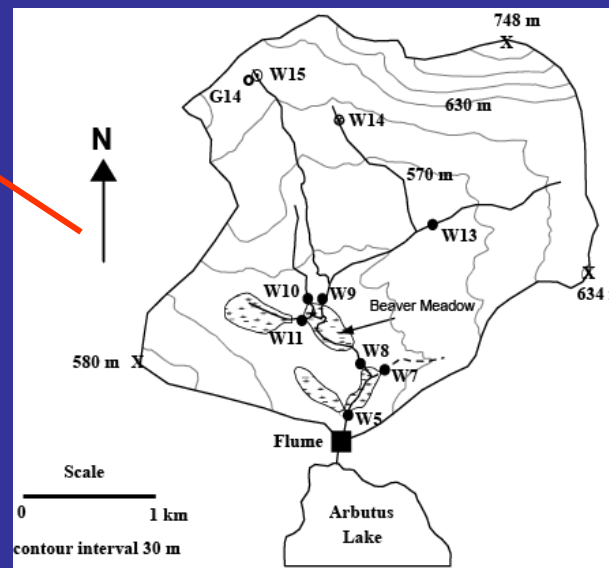 748 m
X
W15
G14
630 m
W14
N
570 m
W13
X
634
W10
W9
Beaver Meadow
W11
W8
580 m X
W7
W5
Flume
Scale
0 1 km
Arbutus
Lake
contour interval 30 m